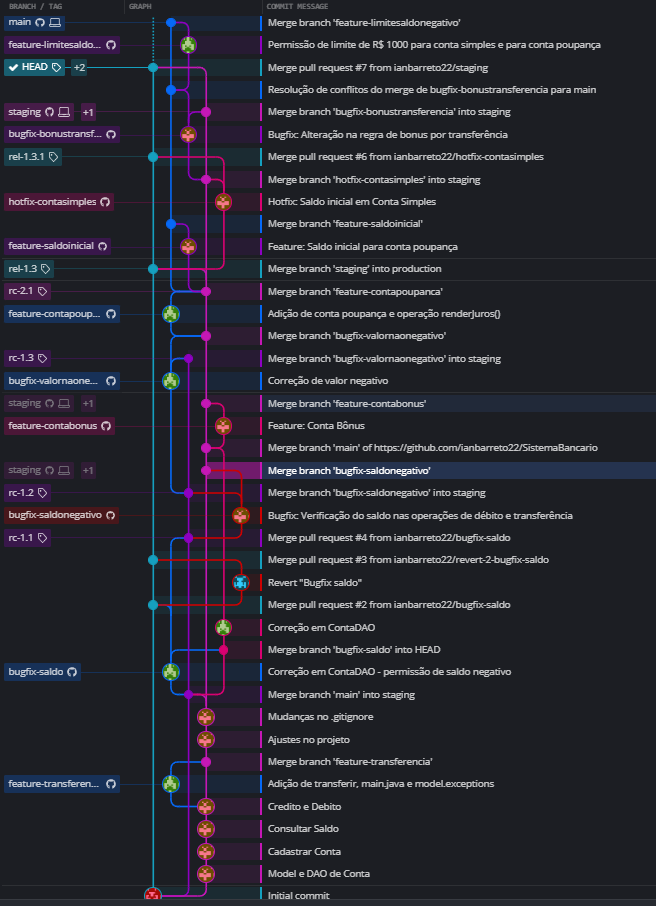 BRANCH / TAG GRAPH COMMIT MESSAGE
main Merge branch 'feature-limitesaldonegativo'
feature-limitesaldo... Permissão de limite de R$ 1000 para conta simples e para conta poupança
HEAD +2 Merge pull request #7 from ianbarreto22/staging
Resolução de conflitos do merge de bugfix-bonustransferencia para main
staging +1 Merge branch 'bugfix-bonustransferencia' into staging
bugfix-bonustransf... Bugfix: Alteração na regra de bonus por transferência
rel-1.3.1 Merge pull request #6 from ianbarreto22/hotfix-contasimples
Merge branch 'hotfix-contasimples' into staging
hotfix-contasimples Hotfix: Saldo inicial em Conta Simples
Merge branch 'feature-saldoinicial'
feature-saldoinicial Feature: Saldo inicial para conta poupança
rel-1.3 Merge branch 'staging' into production
rc-2.1 Merge branch 'feature-contapoupanca'
feature-contapoup... Adição de conta poupança e operação renderJuros()
Merge branch 'bugfix-valornaonegativo'
rc-1.3 Merge branch 'bugfix-valornaonegativo' into staging
bugfix-valornaone... Correção de valor negativo
staging +1 Merge branch 'feature-contabonus'
feature-contabonus Feature: Conta Bônus
Merge branch 'main' of https://github.com/ianbarreto22/SistemaBancario
staging +1 Merge branch 'bugfix-saldonegativo'
rc-1.2 Merge branch 'bugfix-saldonegativo' into staging
bugfix-saldonegativo Bugfix: Verificação do saldo nas operações de débito e transferência
rc-1.1 Merge pull request #4 from ianbarreto22/bugfix-saldo
Merge pull request #3 from ianbarreto22/revert-2-bugfix-saldo
Revert "Bugfix saldo"
Merge pull request #2 from ianbarreto22/bugfix-saldo
Correção em ContaDAO
Merge branch 'bugfix-saldo' into HEAD
bugfix-saldo Correção em ContaDAO - permissão de saldo negativo
Merge branch 'main' into staging
Mudanças no .gitignore
Ajustes no projeto
Merge branch 'feature-transferencia'
feature-transferen... Adição de transferir, main.java e model.exceptions
Credito e Debito
Consultar Saldo
Cadastrar Conta
Model e DAO de Conta
Initial commit